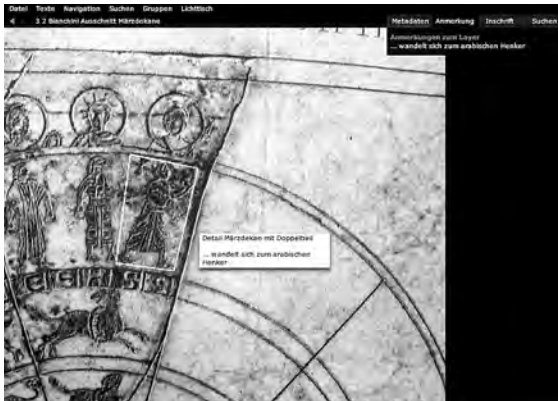 Datei Texte Navigation Suchen Gruppen Lichttisch
3 2 Bianchini Ausschnitt Märzdekane
Metadaten Anmerkung Inschrift Suchen
Anmerkungen zum Layer
... wandelt sich zum arabischen Henker
Detail Märzdekan mit Doppelbeil
... wandelt sich zum arabischen
Henker